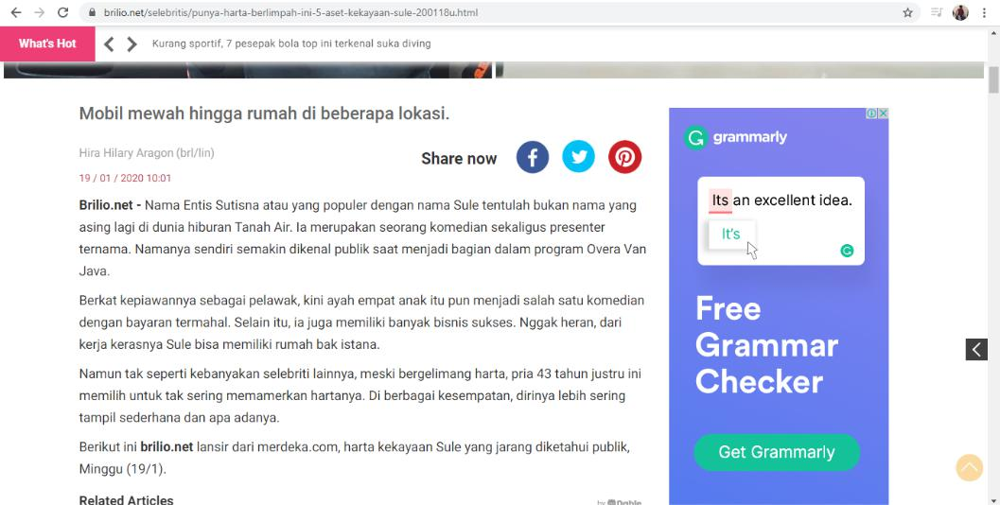 brilio.net/selebritis/punya-harta-berlimpah-ini-5-aset-kekayaan-sule-200118u.html
What's Hot
Kurang sportif, 7 pesepak bola top ini terkenal suka diving
Mobil mewah hingga rumah di beberapa lokasi.
Hira Hilary Aragon (brl/lin)
Share now
19 / 01 / 2020 10:01
Brilio.net - Nama Entis Sutisna atau yang populer dengan nama Sule tentulah bukan nama yang
asing lagi di dunia hiburan Tanah Air. Ia merupakan seorang komedian sekaligus presenter
ternama. Namanya sendiri semakin dikenal publik saat menjadi bagian dalam program Overa Van
Java.
Berkat kepiawannya sebagai pelawak, kini ayah empat anak itu pun menjadi salah satu komedian
dengan bayaran termahal. Selain itu, ia juga memiliki banyak bisnis sukses. Nggak heran, dari
kerja kerasnya Sule bisa memiliki rumah bak istana.
Namun tak seperti kebanyakan selebriti lainnya, meski bergelimang harta, pria 43 tahun justru ini
memilih untuk tak sering memamerkan hartanya. Di berbagai kesempatan, dirinya lebih sering
tampil sederhana dan apa adanya.
Berikut ini brilio.net lansir dari merdeka.com, harta kekayaan Sule yang jarang diketahui publik,
Minggu (19/1).
Related Articles
by Dable
grammarly
Its an excellent idea.
It's
Free
Grammar
Checker
Get Grammarly